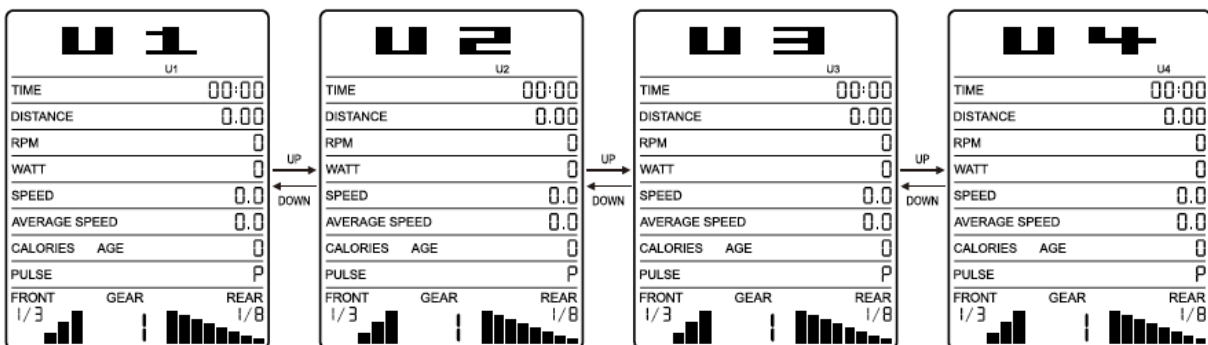 U 1
U1
TIME 00:00
DISTANCE 0.00
RPM 0
WATT 0
SPEED 0.0
AVERAGE SPEED 0.0
CALORIES AGE 0
PULSE P
FRONT GEAR REAR
1/3 1 1/8
UP
DOWN
U 2
U2
TIME 00:00
DISTANCE 0.00
RPM 0
WATT 0
SPEED 0.0
AVERAGE SPEED 0.0
CALORIES AGE 0
PULSE P
FRONT GEAR REAR
1/3 1 1/8
UP
DOWN
U 3
U3
TIME 00:00
DISTANCE 0.00
RPM 0
WATT 0
SPEED 0.0
AVERAGE SPEED 0.0
CALORIES AGE 0
PULSE P
FRONT GEAR REAR
1/3 1 1/8
UP
DOWN
U 4
U4
TIME 00:00
DISTANCE 0.00
RPM 0
WATT 0
SPEED 0.0
AVERAGE SPEED 0.0
CALORIES AGE 0
PULSE P
FRONT GEAR REAR
1/3 1 1/8